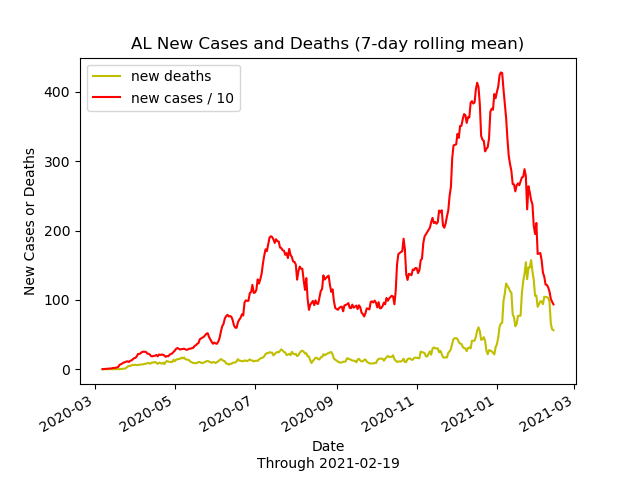 AL New Cases and Deaths (7-day rolling mean)
new deaths
new cases / 10
New Cases or Deaths
400
300
200
100
0
2020-03
2020-05
2020-07
2020-09
2020-11
2021-01
2021-03
Date
Through 2021-02-19